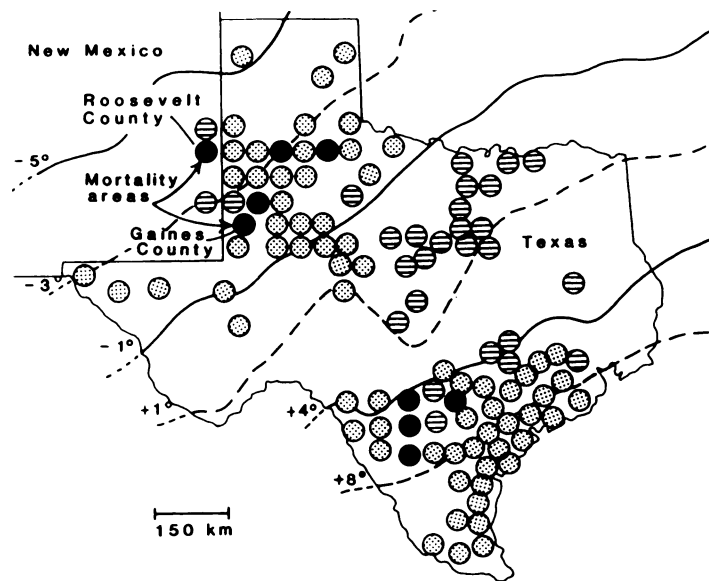 New Mexico
Roosevelt
County
-5°
Mortality
areas
Gaines
County
Texas
-3°
-1°
+1°
+4°
+8°
150 km